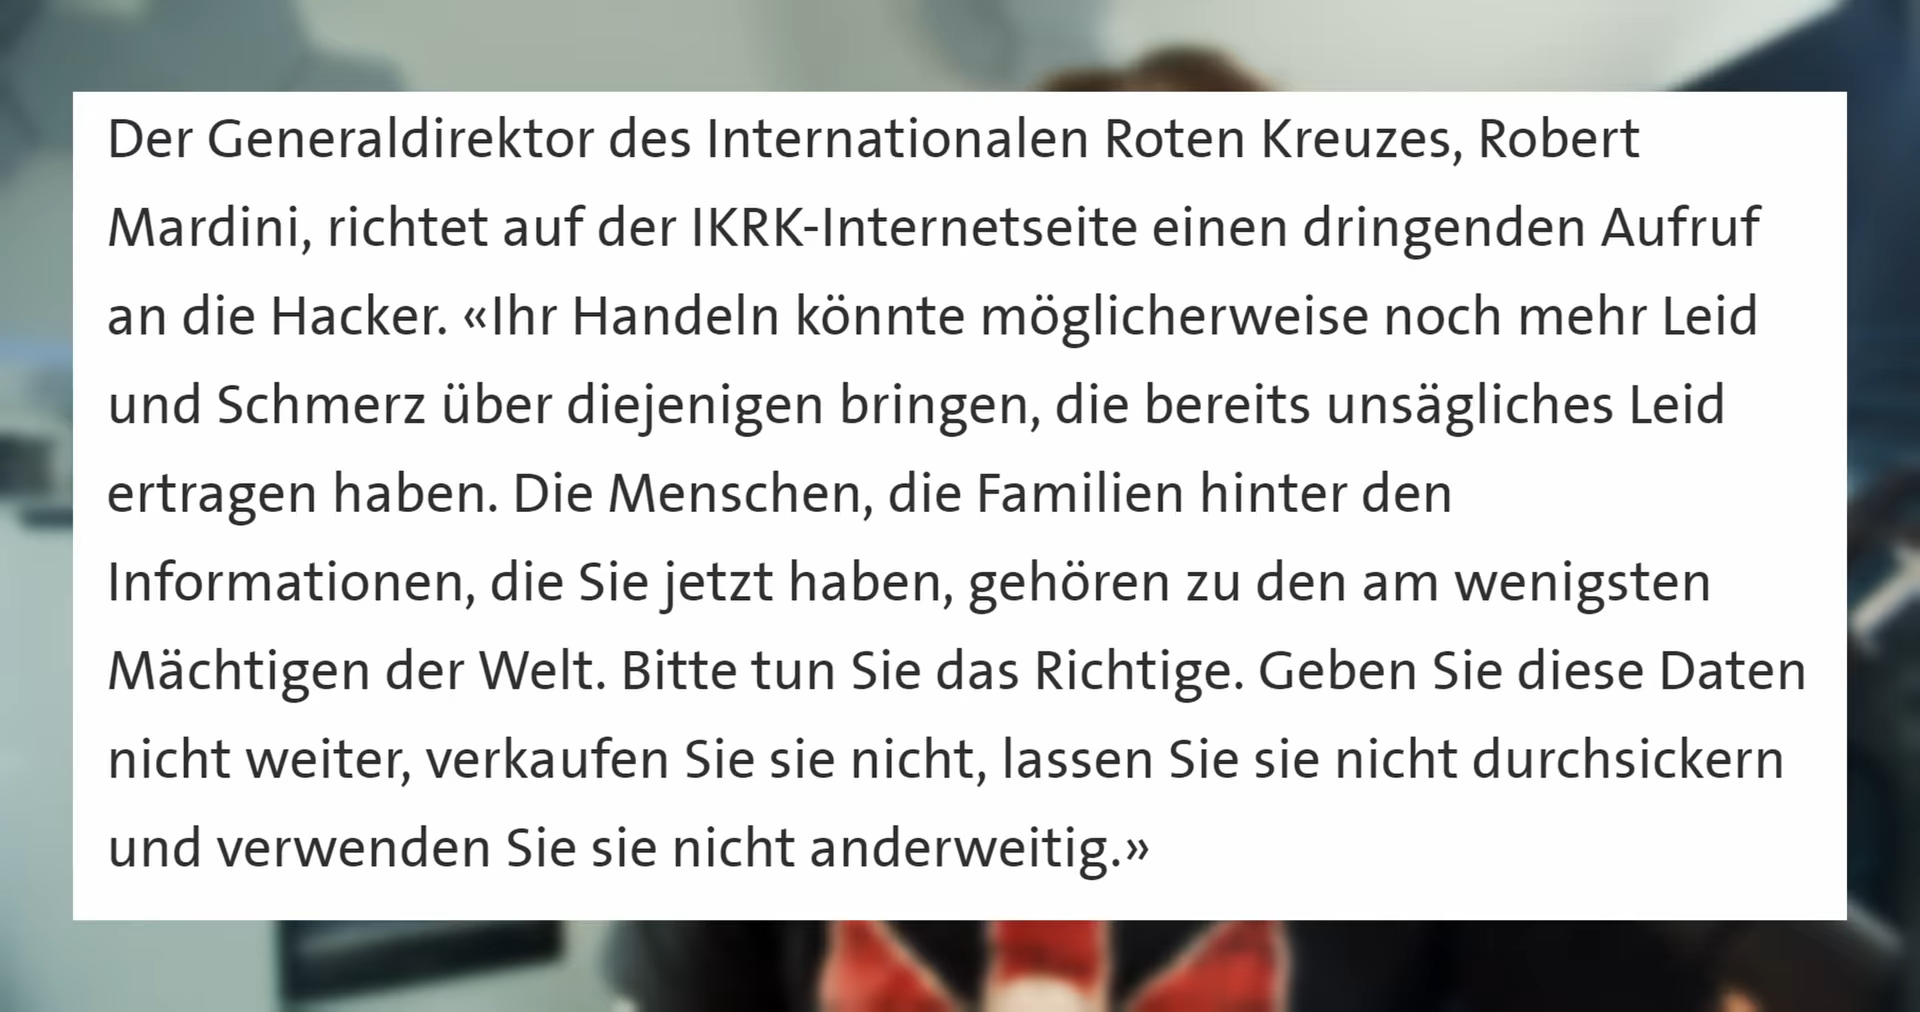 Der Generaldirektor des Internationalen Roten Kreuzes, Robert
Mardini, richtet auf der IKRK-Internetseite einen dringenden Aufruf
an die Hacker. «Ihr Handeln könnte möglicherweise noch mehr Leid
und Schmerz über diejenigen bringen, die bereits unsägliches Leid
ertragen haben. Die Menschen, die Familien hinter den
Informationen, die Sie jetzt haben, gehören zu den am wenigsten
Mächtigen der Welt. Bitte tun Sie das Richtige. Geben Sie diese Daten
nicht weiter, verkaufen Sie sie nicht, lassen Sie sie nicht durchsickern
und verwenden Sie sie nicht anderweitig.»